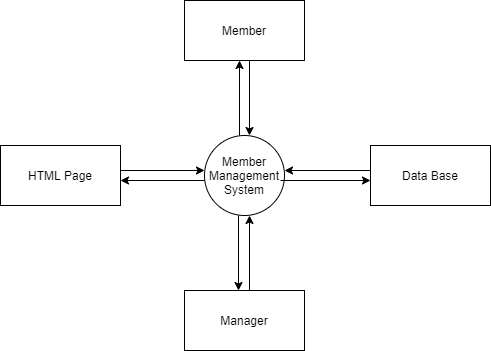 Member
Member
Management
System
HTML Page
Data Base
Manager